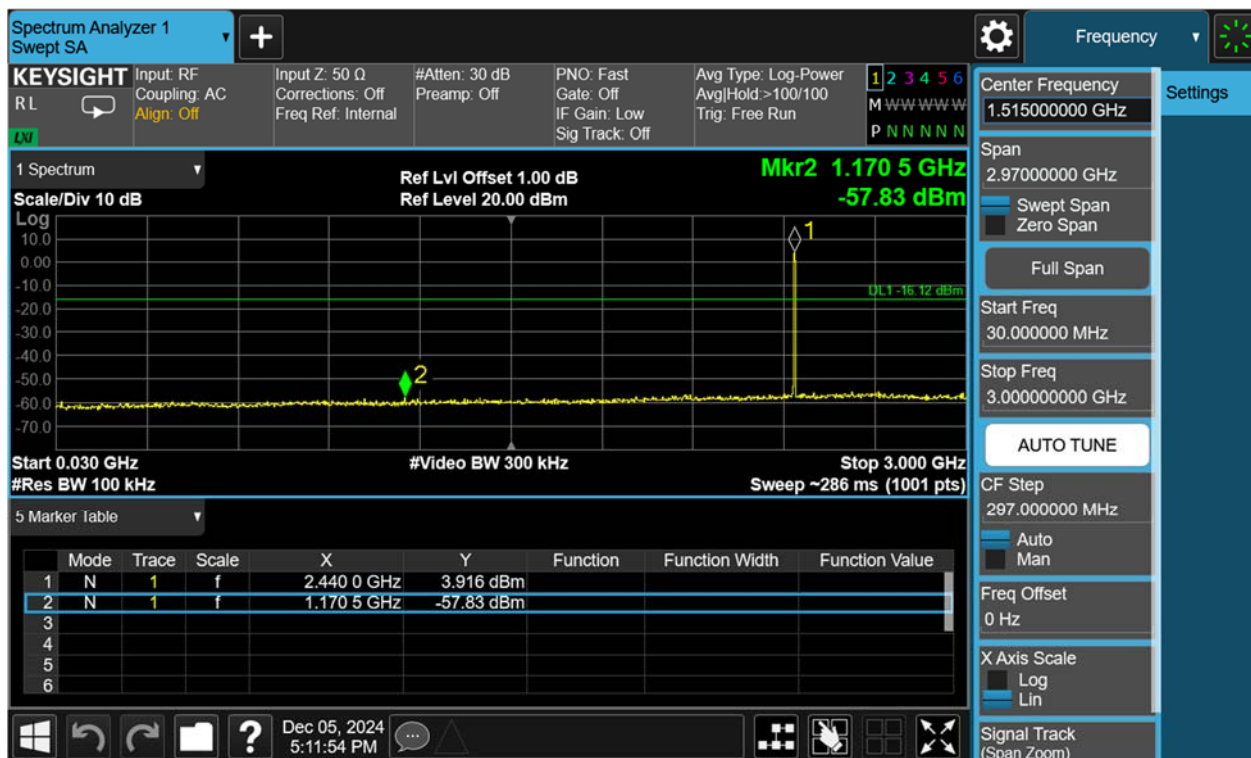 Spectrum Analyzer 1
Swept SA
Frequency
KEYSIGHT
R L
LXI
Input: RF
Coupling: AC
Align: Off
Input Z: 50 Ω
Corrections: Off
Freq Ref: Internal
#Atten: 30 dB
Preamp: Off
PNO: Fast
Gate: Off
IF Gain: Low
Sig Track: Off
Avg Type: Log-Power
Avg|Hold:>100/100
Trig: Free Run
1 2 3 4 5 6
M W W W W W
P N N N N N
1 Spectrum
Scale/Div 10 dB
Ref Lvl Offset 1.00 dB
Ref Level 20.00 dBm
Mkr2 1.170 5 GHz
-57.83 dBm
Log
10.0
0.00
-10.0
-20.0
-30.0
-40.0
-50.0
-60.0
-70.0
1
2
DL1 -16.12 dBm
Start 0.030 GHz
#Res BW 100 kHz
#Video BW 300 kHz
Stop 3.000 GHz
Sweep ~286 ms (1001 pts)
5 Marker Table
Mode Trace Scale X Y Function Function Width Function Value
1 N 1 f 2.440 0 GHz 3.916 dBm
2 N 1 f 1.170 5 GHz -57.83 dBm
3
4
5
6
Dec 05, 2024
5:11:54 PM
Settings
Center Frequency
1.515000000 GHz
Span
2.97000000 GHz
Swept Span
Zero Span
Full Span
Start Freq
30.000000 MHz
Stop Freq
3.000000000 GHz
AUTO TUNE
CF Step
297.000000 MHz
Auto
Man
Freq Offset
0 Hz
X Axis Scale
Log
Lin
Signal Track
(Span Zoom)